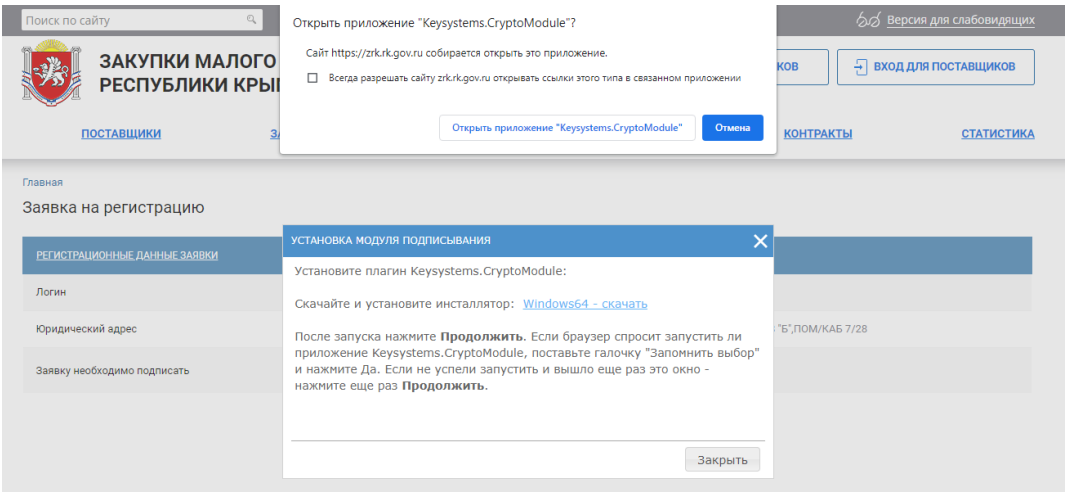 Поиск по сайту
Версия для слабовидящих
Открыть приложение "Keysystems.CryptoModule"?
Сайт https://zrk.rk.gov.ru собирается открыть это приложение.
Всегда разрешать сайту zrk.rk.gov.ru открывать ссылки этого типа в связанном приложении
Открыть приложение "Keysystems.CryptoModule"
Отмена
ЗАКУПКИ МАЛОГО
РЕСПУБЛИКИ
ВХОД ДЛЯ ПОСТАВЩИКОВ
ПОСТАВЩИКИ
КОНТРАКТЫ
СТАТИСТИКА
Главная
Заявка на регистрацию
РЕГИСТРАЦИОННЫЕ ДАННЫЕ ЗАЯВКИ
Логин
Юридический адрес
"Б",ПОМ/КАБ 7/28
Заявку необходимо подписать
УСТАНОВКА МОДУЛЯ ПОДПИСЫВАНИЯ
Установите плагин Keysystems.CryptoModule:
Скачайте и установите инсталлятор: Windows64 - скачать
После запуска нажмите Продолжить. Если браузер спросит запустить ли
приложение Keysystems.CryptoModule, поставьте галочку "Запомнить выбор"
и нажмите Да. Если не успели запустить и вышло еще раз это окно -
нажмите еще раз Продолжить.
Закрыть